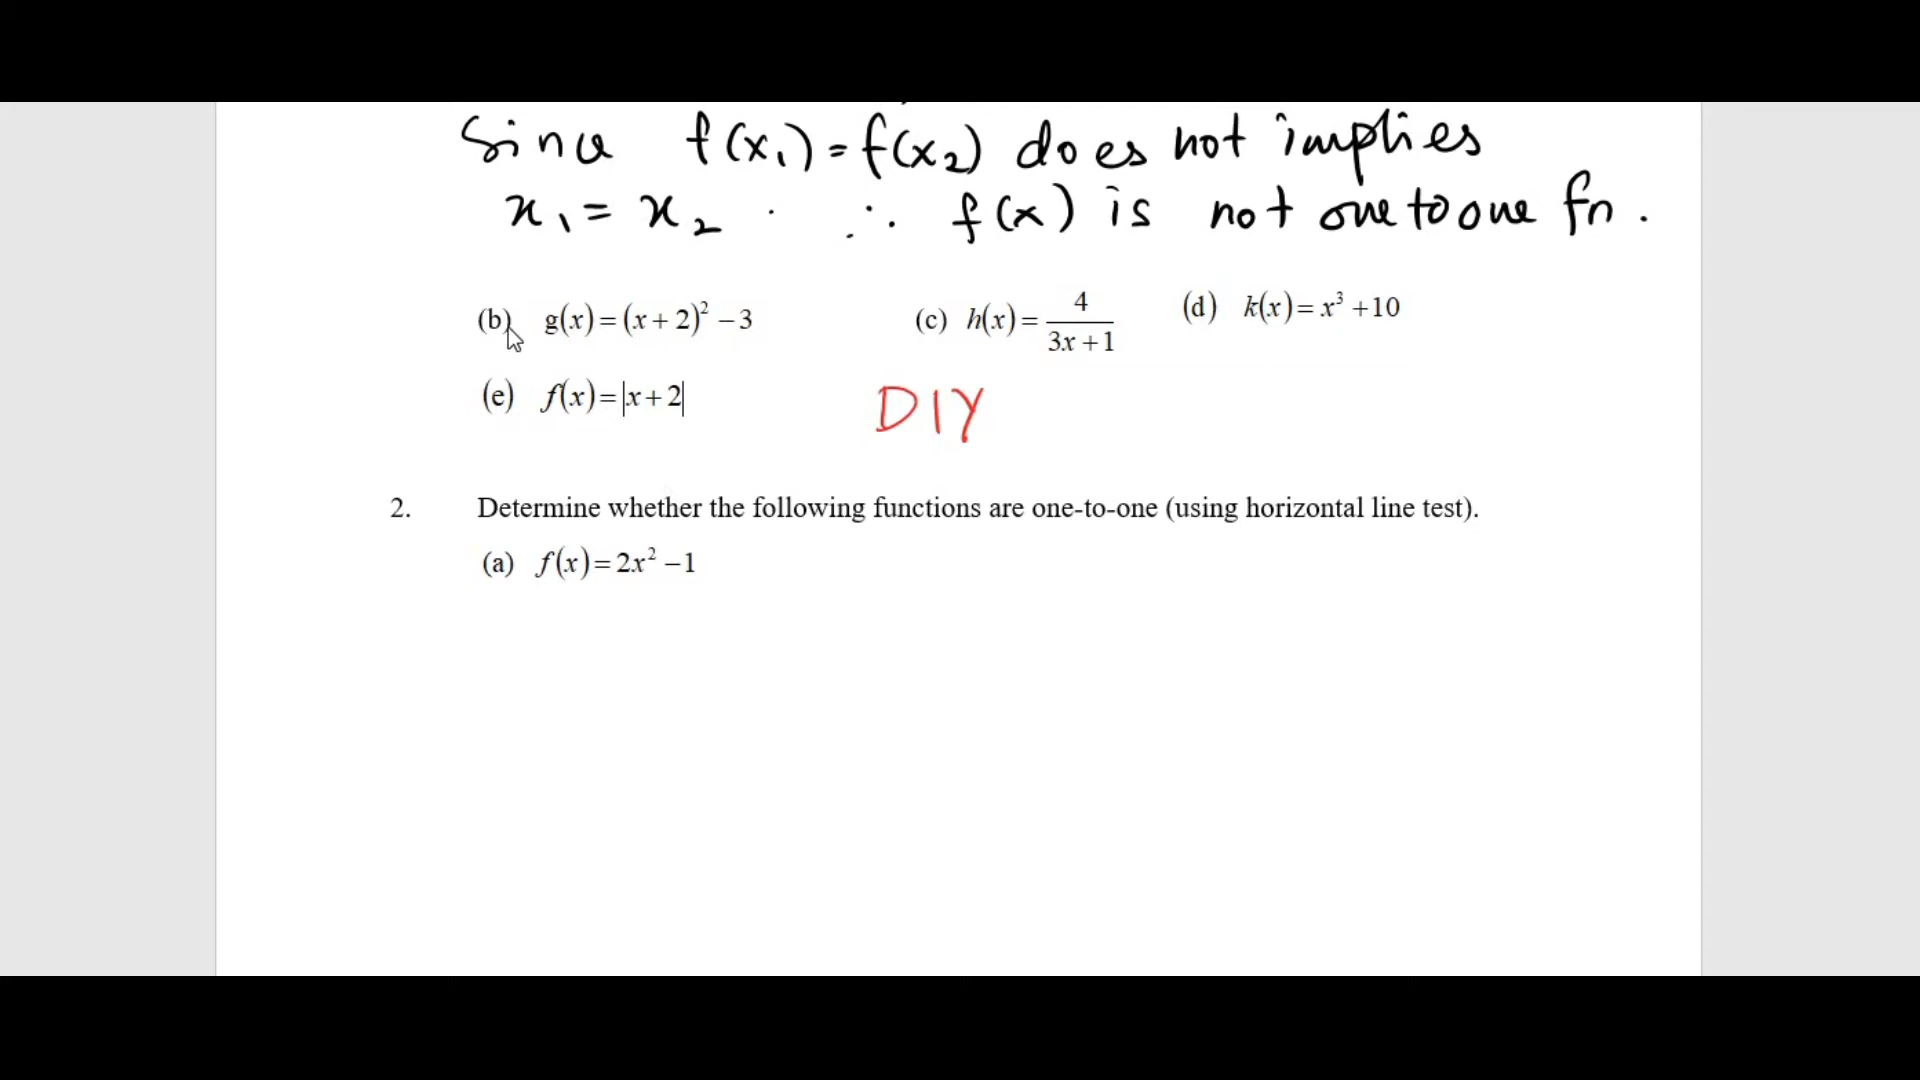 Since f(x₁) = f(x₂) does not implies
x₁ = x₂ . ∴ f(x) is not one to one fn .
(b) g(x) = (x + 2)² − 3 (c) h(x) = 4/(3x + 1) (d) k(x) = x³ + 10
(e) f(x) = |x + 2| DIY
2. Determine whether the following functions are one-to-one (using horizontal line test).
(a) f(x) = 2x² − 1